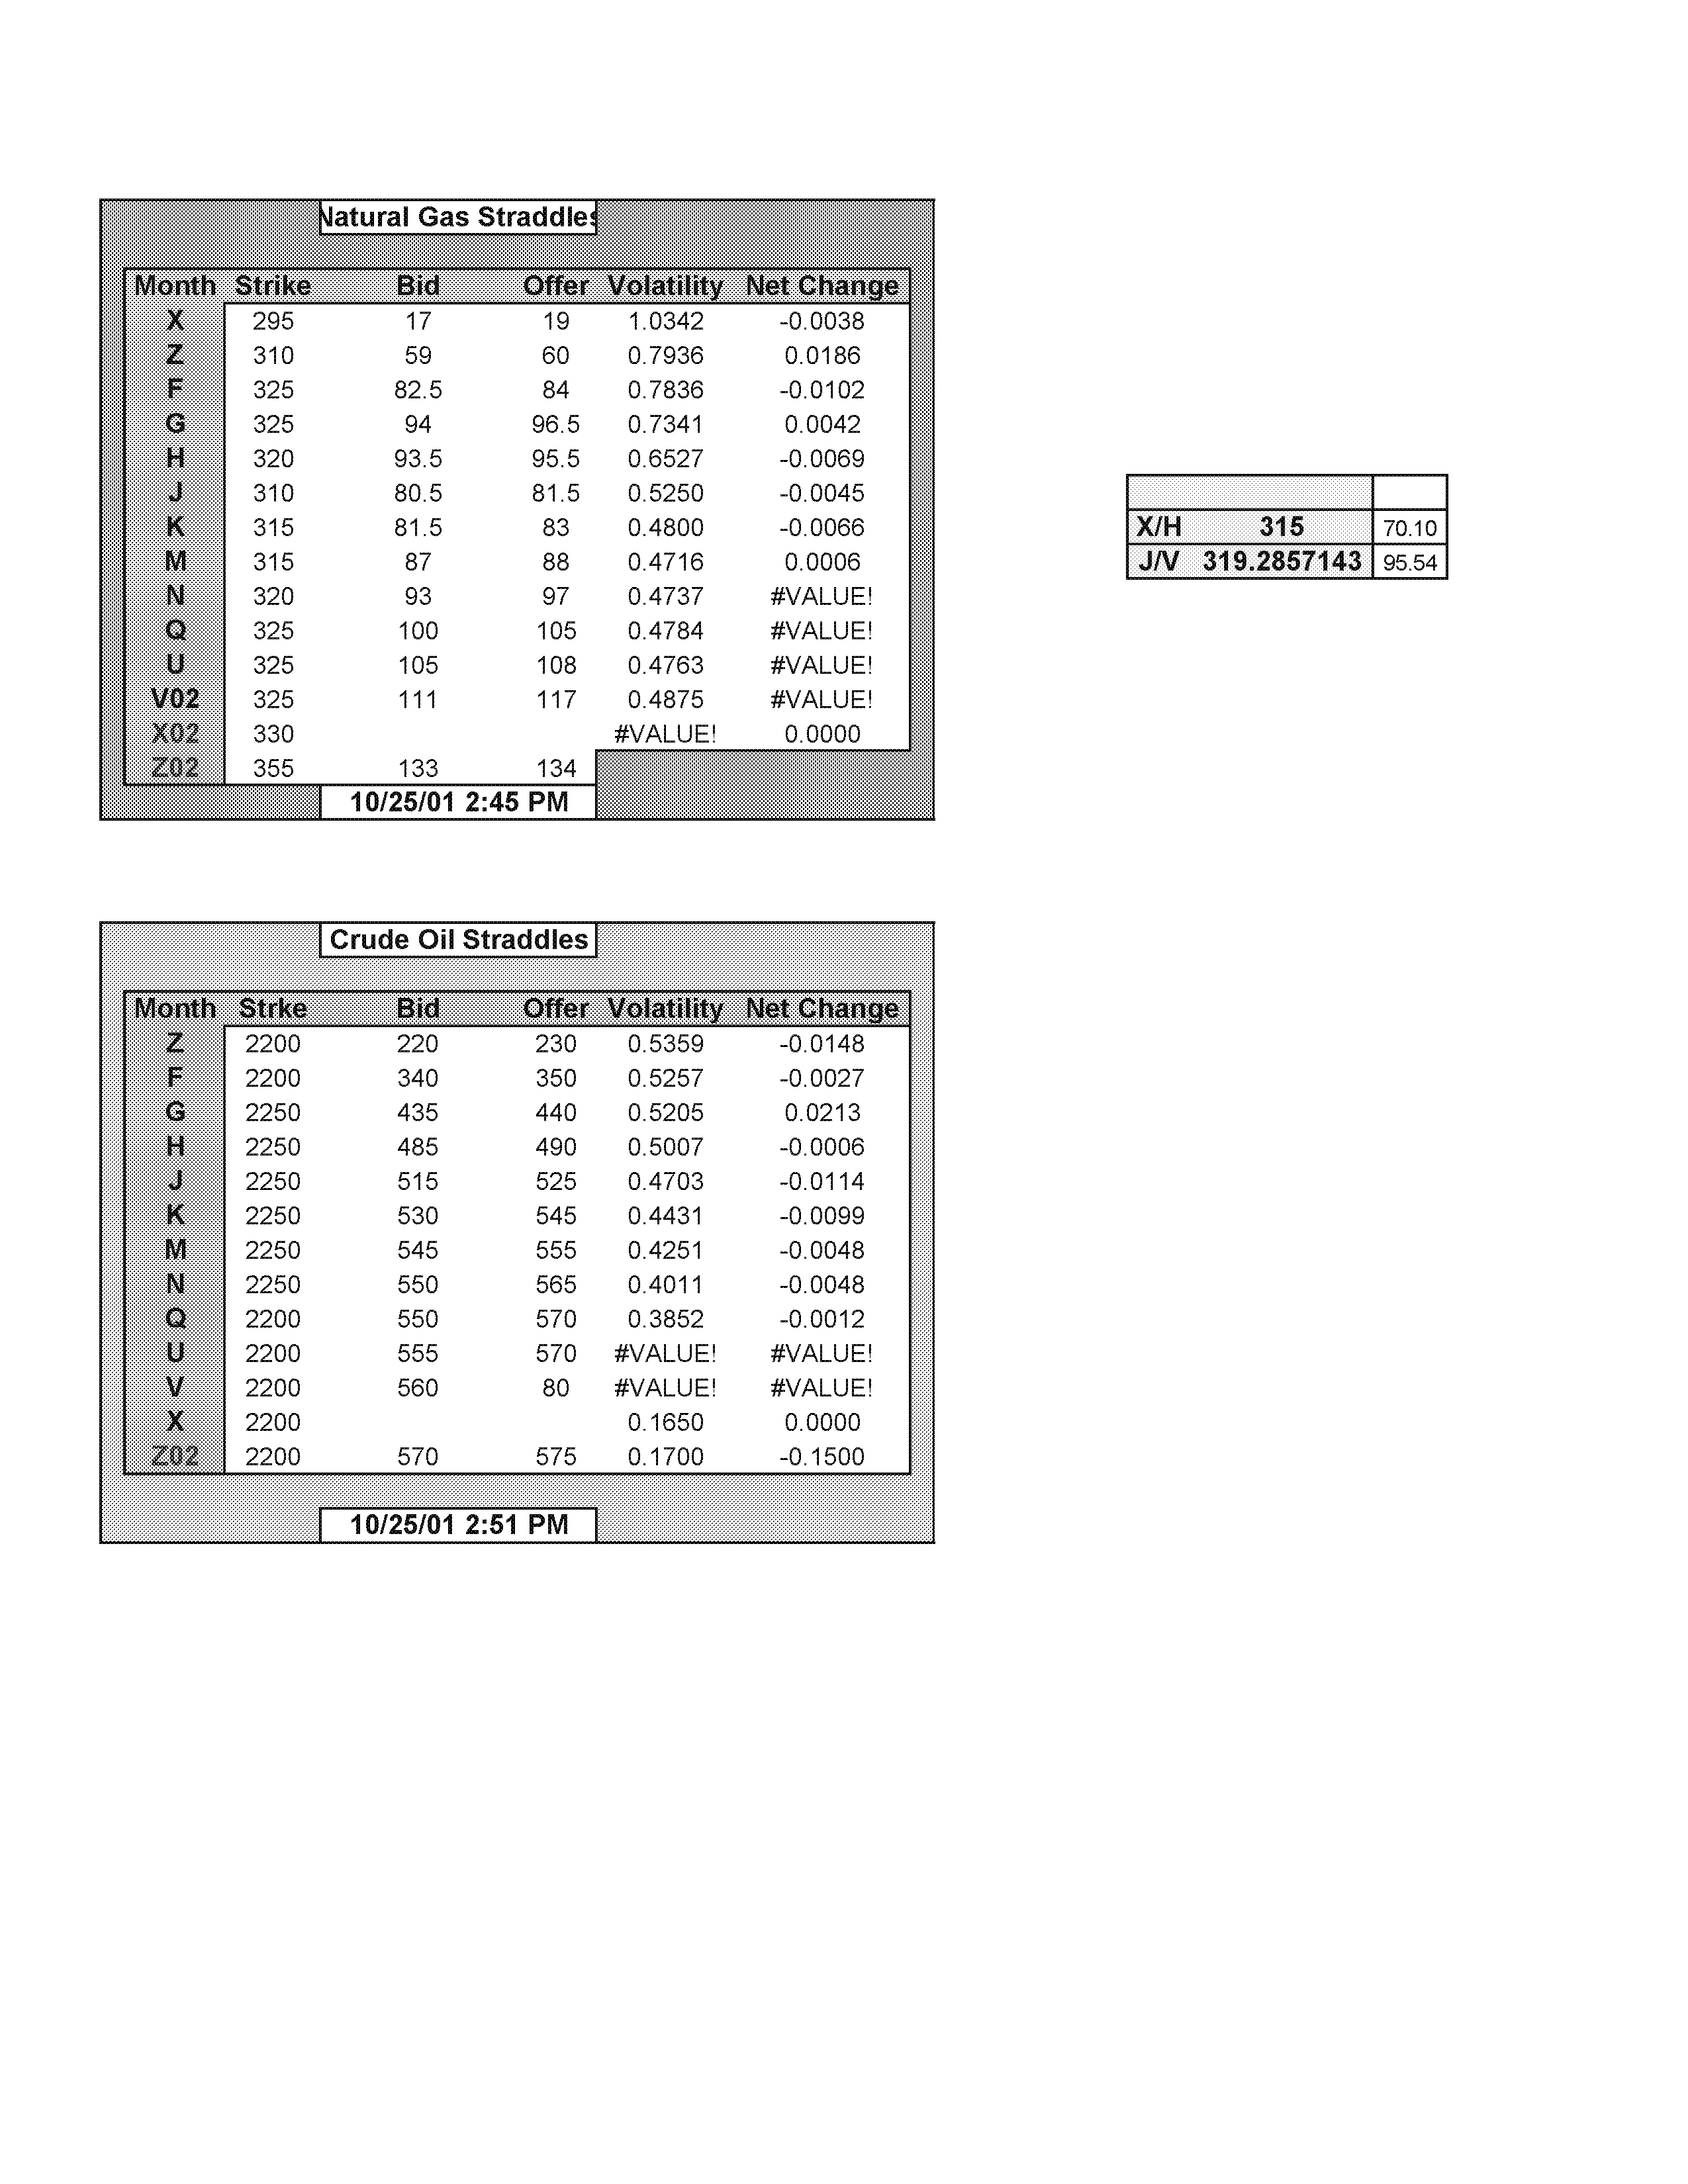 Natural Gas Straddles
Month Strike Bid Offer Volatility Net Change
X 295 17 19 1.0342 -0.0038
Z 310 59 60 0.7936 0.0186
F 325 82.5 84 0.7836 -0.0102
G 325 94 96.5 0.7341 0.0042
H 320 93.5 95.5 0.6527 -0.0069
J 310 80.5 81.5 0.5250 -0.0045
K 315 81.5 83 0.4800 -0.0066
M 315 87 88 0.4716 0.0006
N 320 93 97 0.4737 #VALUE!
Q 325 100 105 0.4784 #VALUE!
U 325 105 108 0.4763 #VALUE!
V02 325 111 117 0.4875 #VALUE!
X02 330 #VALUE! 0.0000
Z02 355 133 134
10/25/01 2:45 PM
X/H 315 70.10
J/V 319.2857143 95.54
Crude Oil Straddles
Month Strke Bid Offer Volatility Net Change
Z 2200 220 230 0.5359 -0.0148
F 2200 340 350 0.5257 -0.0027
G 2250 435 440 0.5205 0.0213
H 2250 485 490 0.5007 -0.0006
J 2250 515 525 0.4703 -0.0114
K 2250 530 545 0.4431 -0.0099
M 2250 545 555 0.4251 -0.0048
N 2250 550 565 0.4011 -0.0048
Q 2200 550 570 0.3852 -0.0012
U 2200 555 570 #VALUE! #VALUE!
V 2200 560 80 #VALUE! #VALUE!
X 2200 0.1650 0.0000
Z02 2200 570 575 0.1700 -0.1500
10/25/01 2:51 PM